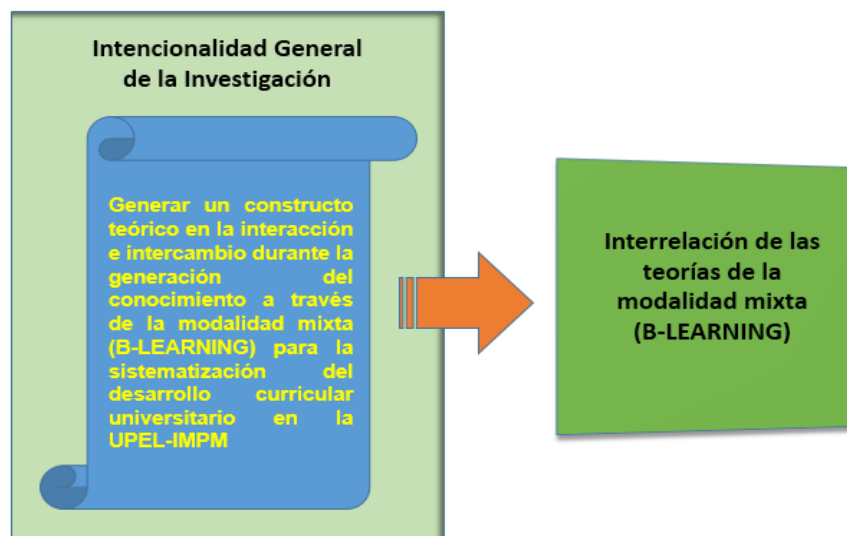 Intencionalidad General
de la Investigación
Generar un constructo
teórico en la interacción
e intercambio durante la
generación del
conocimiento a través
de la modalidad mixta
(B-LEARNING) para la
sistematización del
desarrollo curricular
universitario en la
UPEL-IMPM
Interrelación de las
teorías de la
modalidad mixta
(B-LEARNING)